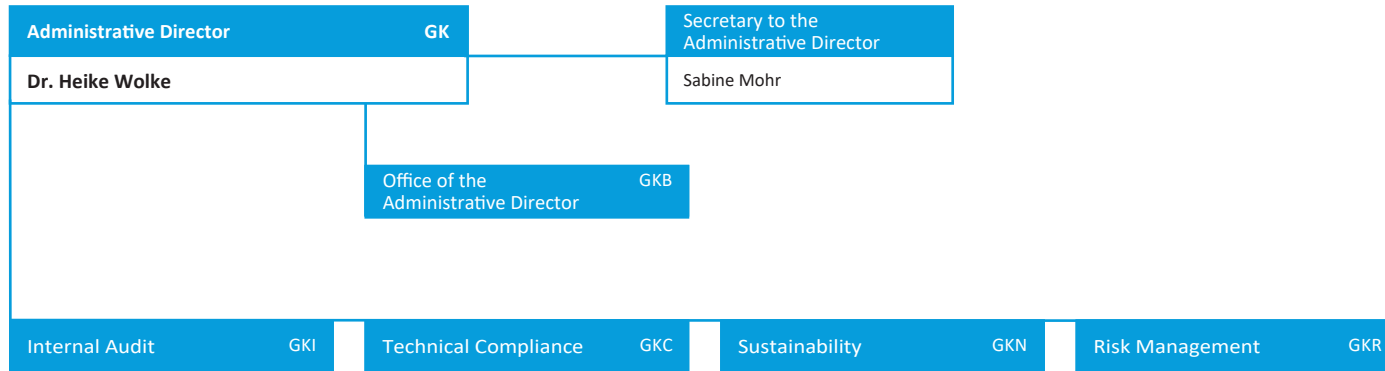 Administrative Director GK
Dr. Heike Wolke
Secretary to the
Administrative Director
Sabine Mohr
Office of the GKB
Administrative Director
Internal Audit GKI
Technical Compliance GKC
Sustainability GKN
Risk Management GKR